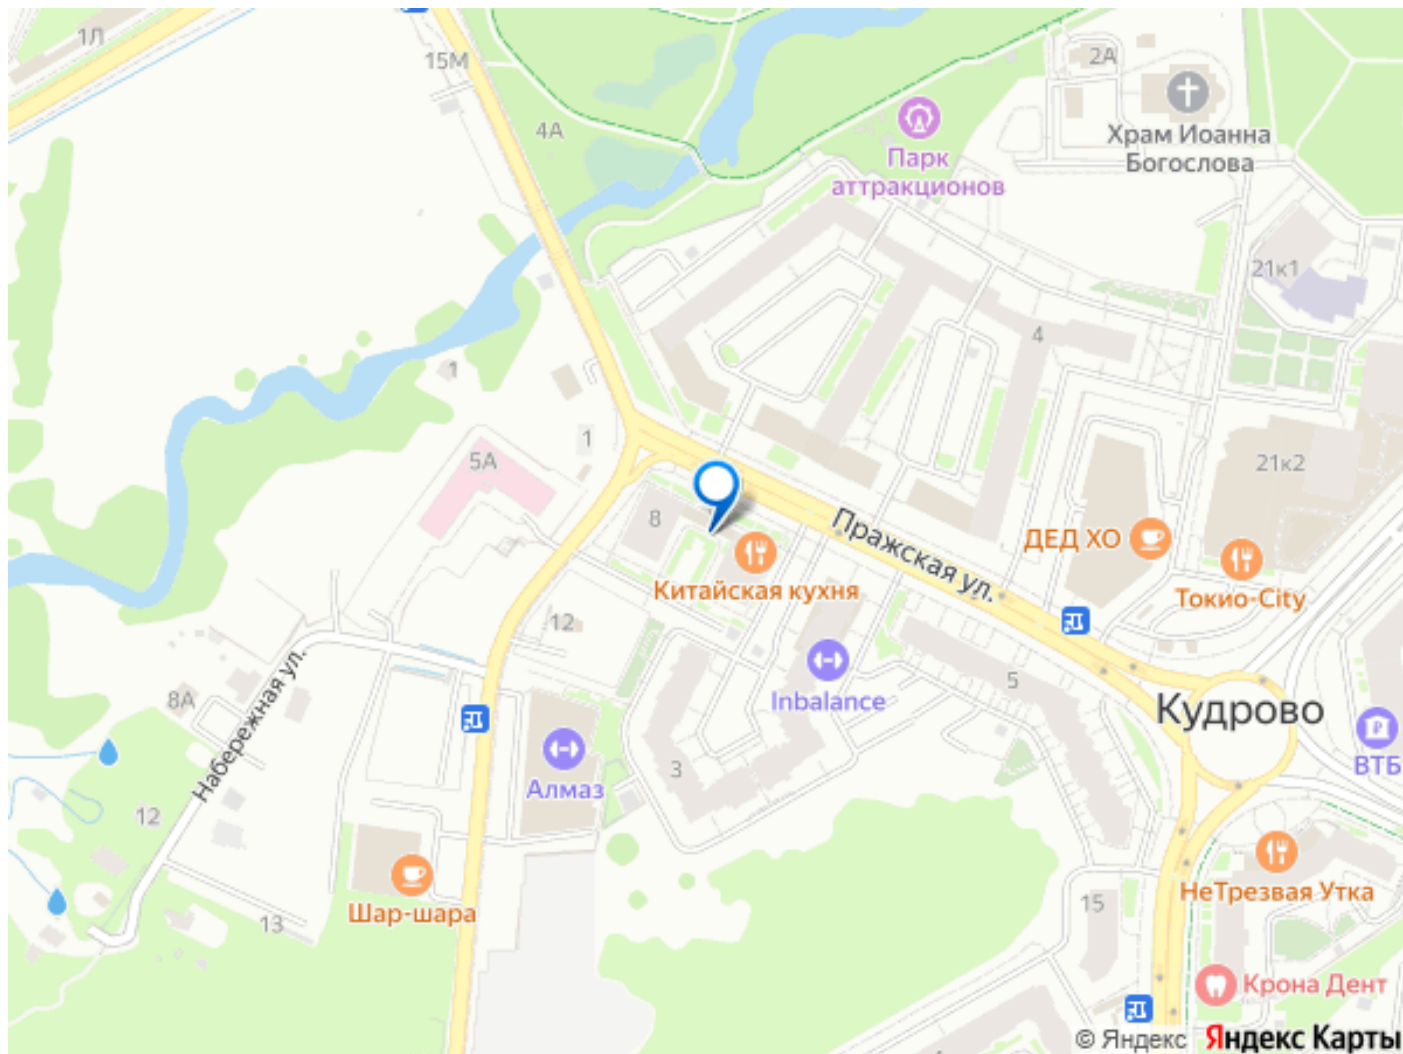 1Л
15М
2А
4А
Храм Иоанна
Богослова
Парк
аттракционов
21к1
4
1
1
5А
21к2
8
Пражская ул.
ДЕД ХО
Китайская кухня
Токио-City
12
Набережная ул.
8А
Inbalance
5
Кудрово
3
Алмаз
ВТБ
12
НеТрезвая Утка
Шар-шара
15
13
Крона Дент
© Яндекс Яндекс Карты